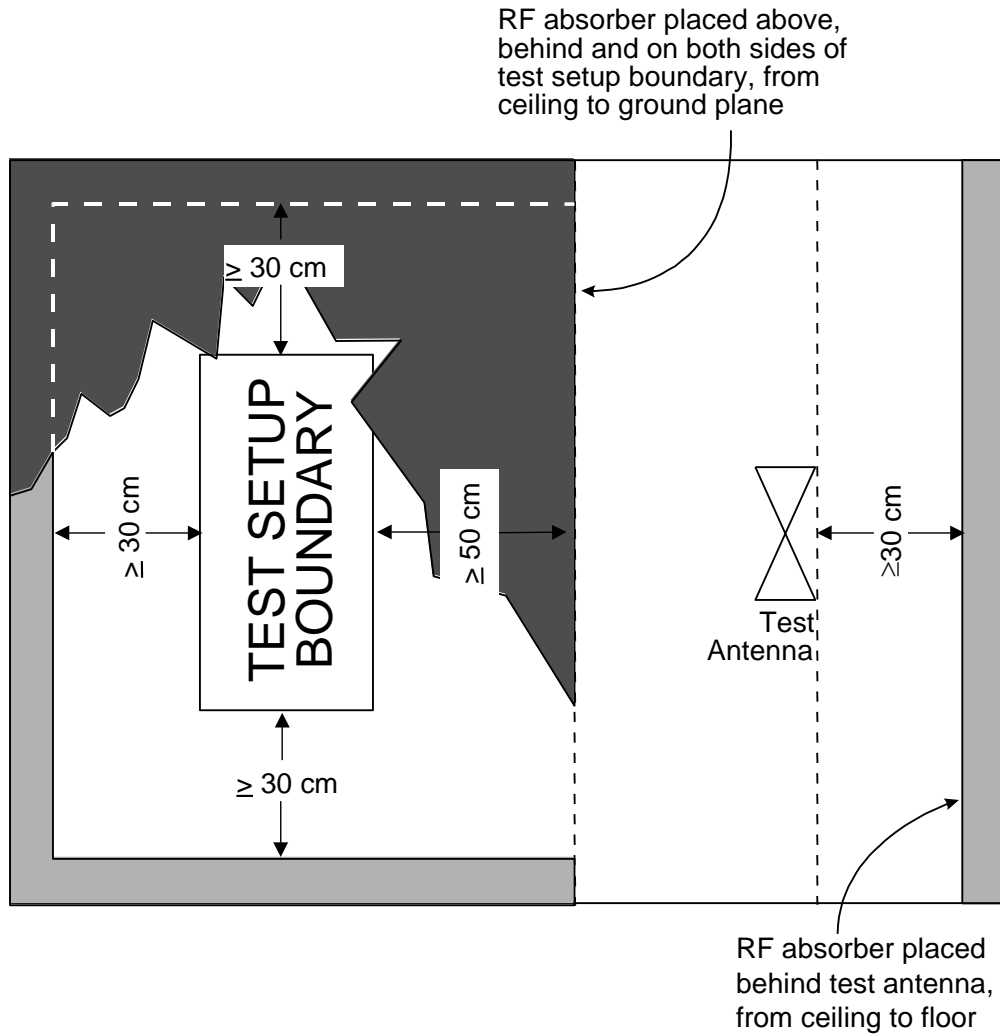 RF absorber placed above,
behind and on both sides of
test setup boundary, from
ceiling to ground plane
≥ 30 cm
TEST SETUP
BOUNDARY
≥ 30 cm
≥ 50 cm
≥30 cm
Test
Antenna
≥ 30 cm
RF absorber placed
behind test antenna,
from ceiling to floor